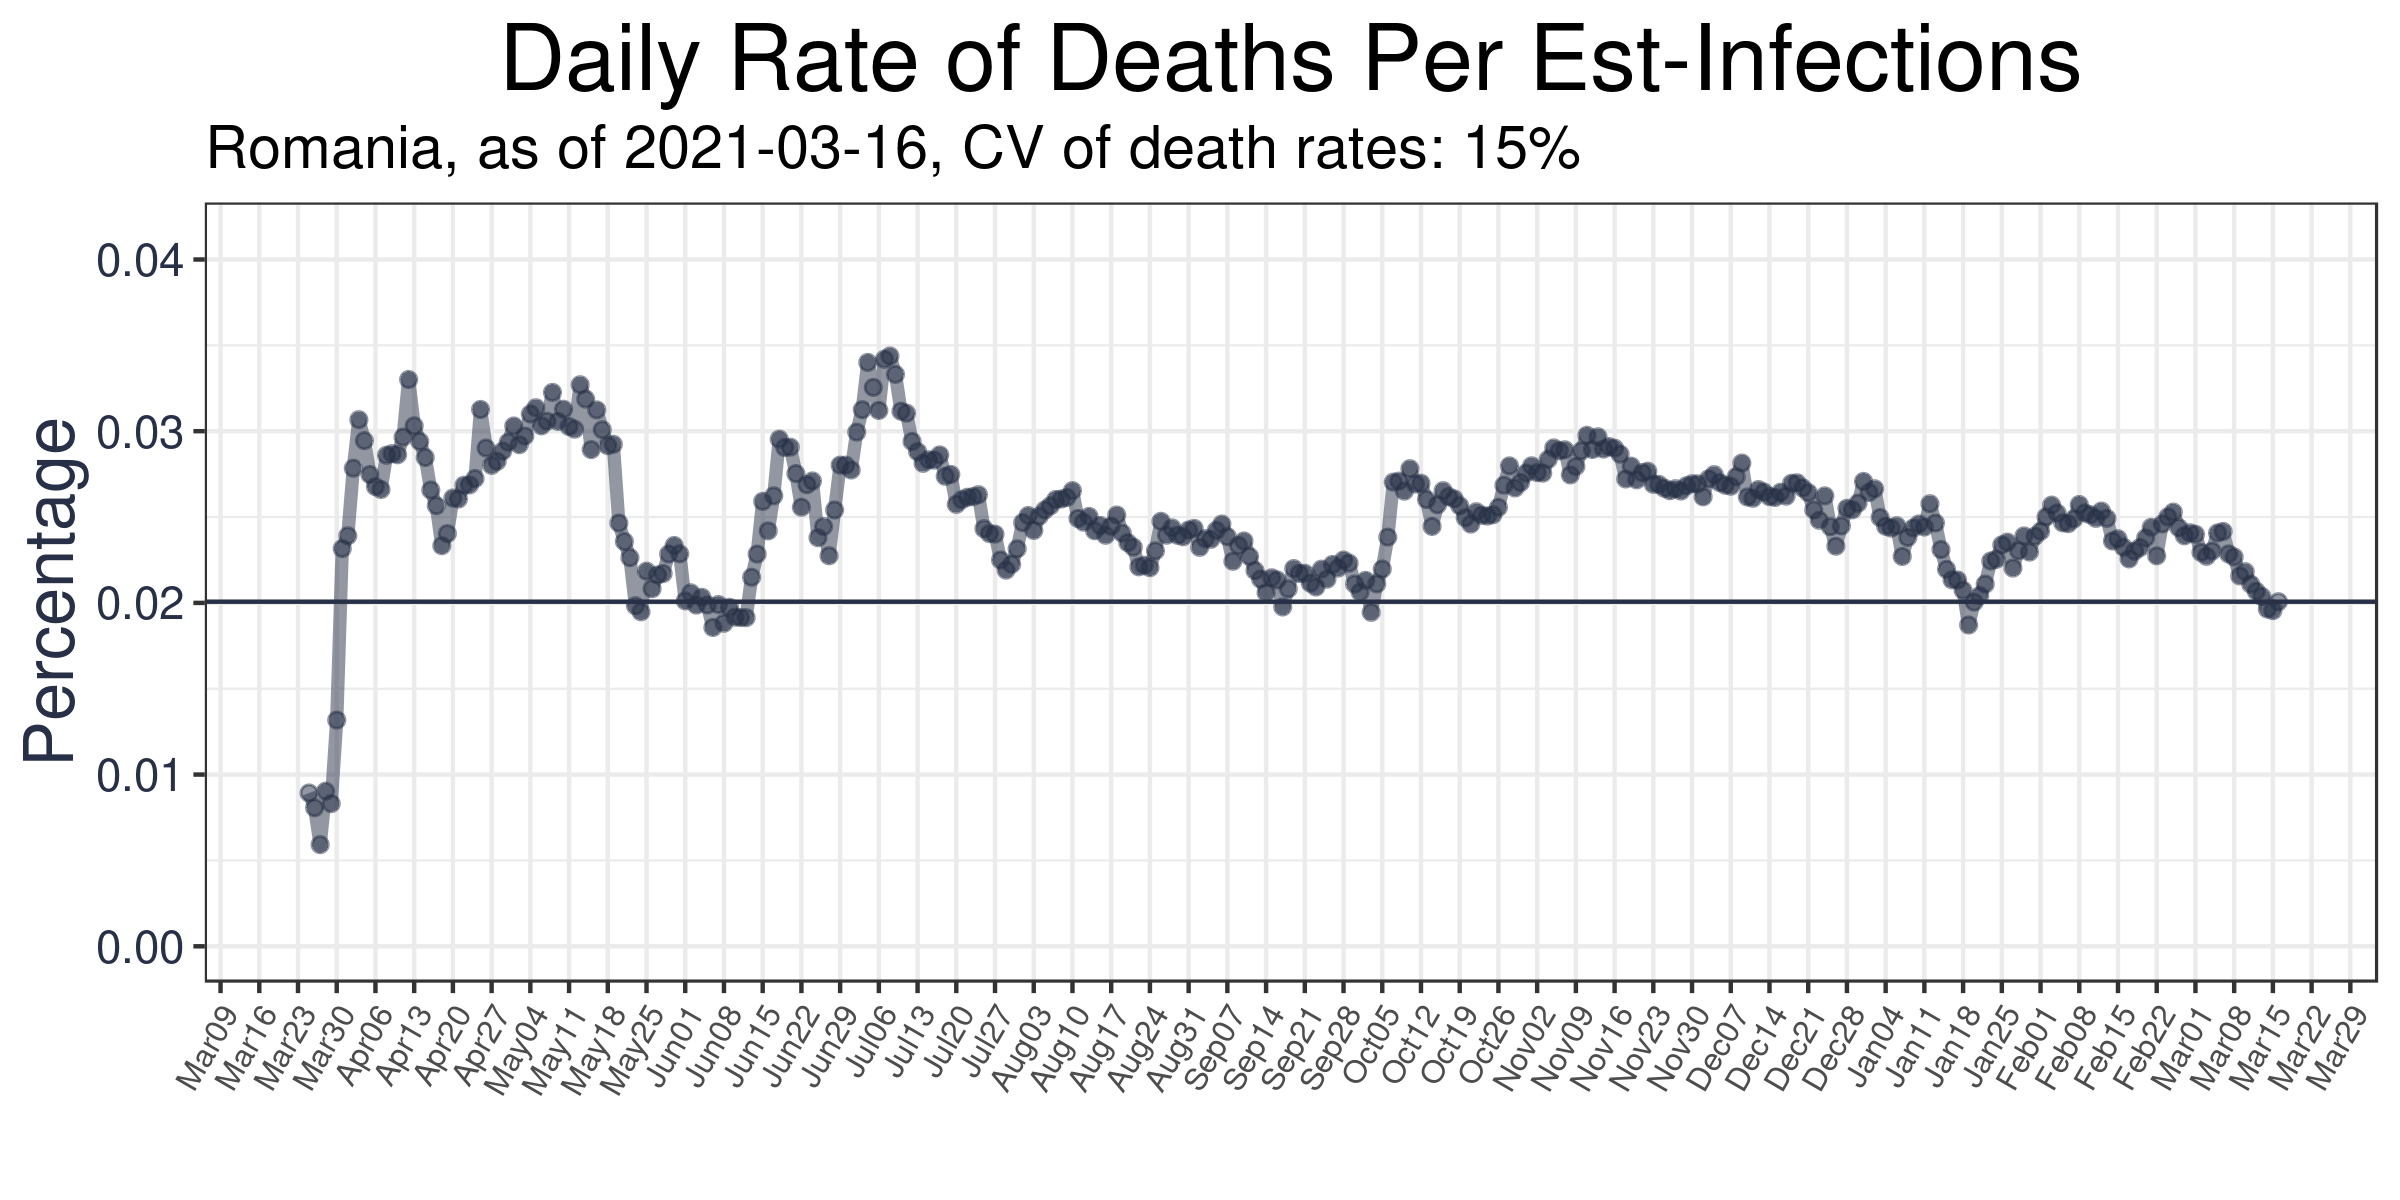 Daily Rate of Deaths Per Est-Infections
Romania, as of 2021-03-16, CV of death rates: 15%
Percentage
0.04
0.03
0.02
0.01
0.00
Mar09
Mar16
Mar23
Mar30
Apr06
Apr13
Apr20
Apr27
May04
May11
May18
May25
Jun01
Jun08
Jun15
Jun22
Jun29
Jul06
Jul13
Jul20
Jul27
Aug03
Aug10
Aug17
Aug24
Aug31
Sep07
Sep14
Sep21
Sep28
Oct05
Oct12
Oct19
Oct26
Nov02
Nov09
Nov16
Nov23
Nov30
Dec07
Dec14
Dec21
Dec28
Jan04
Jan11
Jan18
Jan25
Feb01
Feb08
Feb15
Feb22
Mar01
Mar08
Mar15
Mar22
Mar29